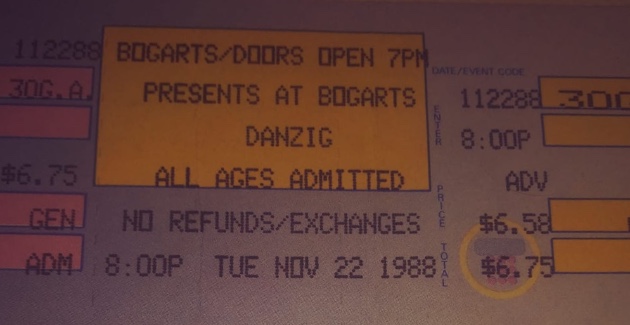 112288 BOGARTS/DOORS OPEN 7PM
DATE/EVENT CODE
30G.A. PRESENTS AT BOGARTS ENTER 112288 300
DANZIG 8:00P
$6.75 ALL AGES ADMITTED ADV
GEN NO REFUNDS/EXCHANGES PRICE $6.58
ADM 8:00P TUE NOV 22 1988 TOTAL $6.75